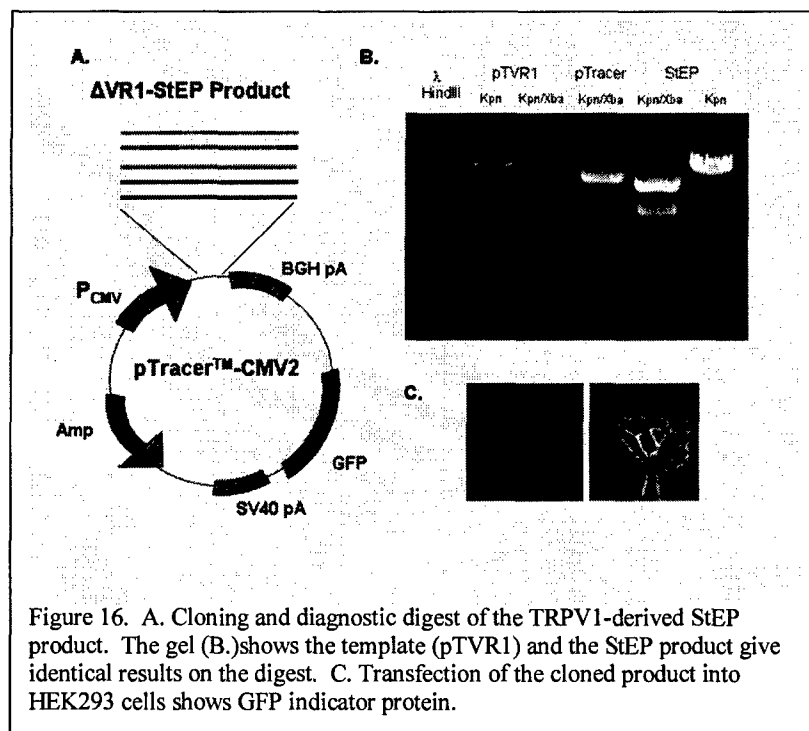 A.
ΔVR1-StEP Product
PCMV
BGH pA
pTracer™-CMV2
Amp
GFP
SV40 pA
B.
λ HindIII
pTVR1
pTracer
StEP
Kpn
Kpn/Xba
Kpn/Xba
Kpn/Xba
Kpn
C.
Figure 16. A. Cloning and diagnostic digest of the TRPV1-derived StEP
product. The gel (B.)shows the template (pTVR1) and the StEP product give
identical results on the digest. C. Transfection of the cloned product into
HEK293 cells shows GFP indicator protein.